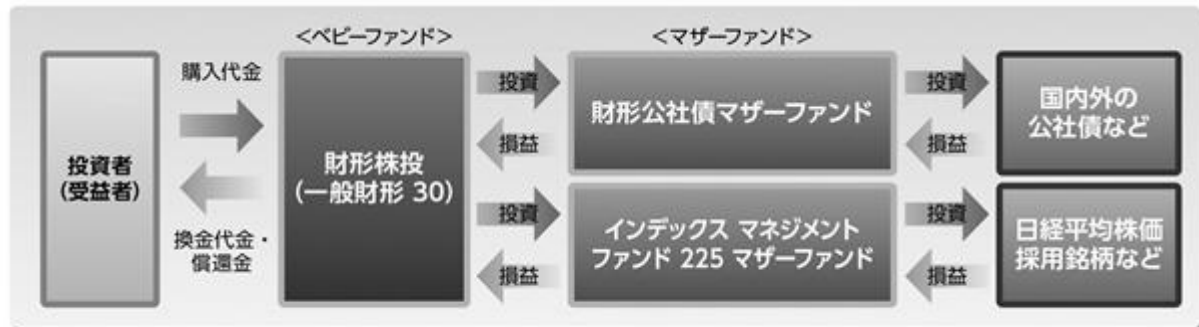 <ベビーファンド>
<マザーファンド>
購入代金
投資者
(受益者)
換金代金・
償還金
財形株投
(一般財形 30)
投資
損益
財形公社債マザーファンド
投資
損益
国内外の
公社債など
投資
損益
インデックス マネジメント
ファンド 225 マザーファンド
投資
損益
日経平均株価
採用銘柄など